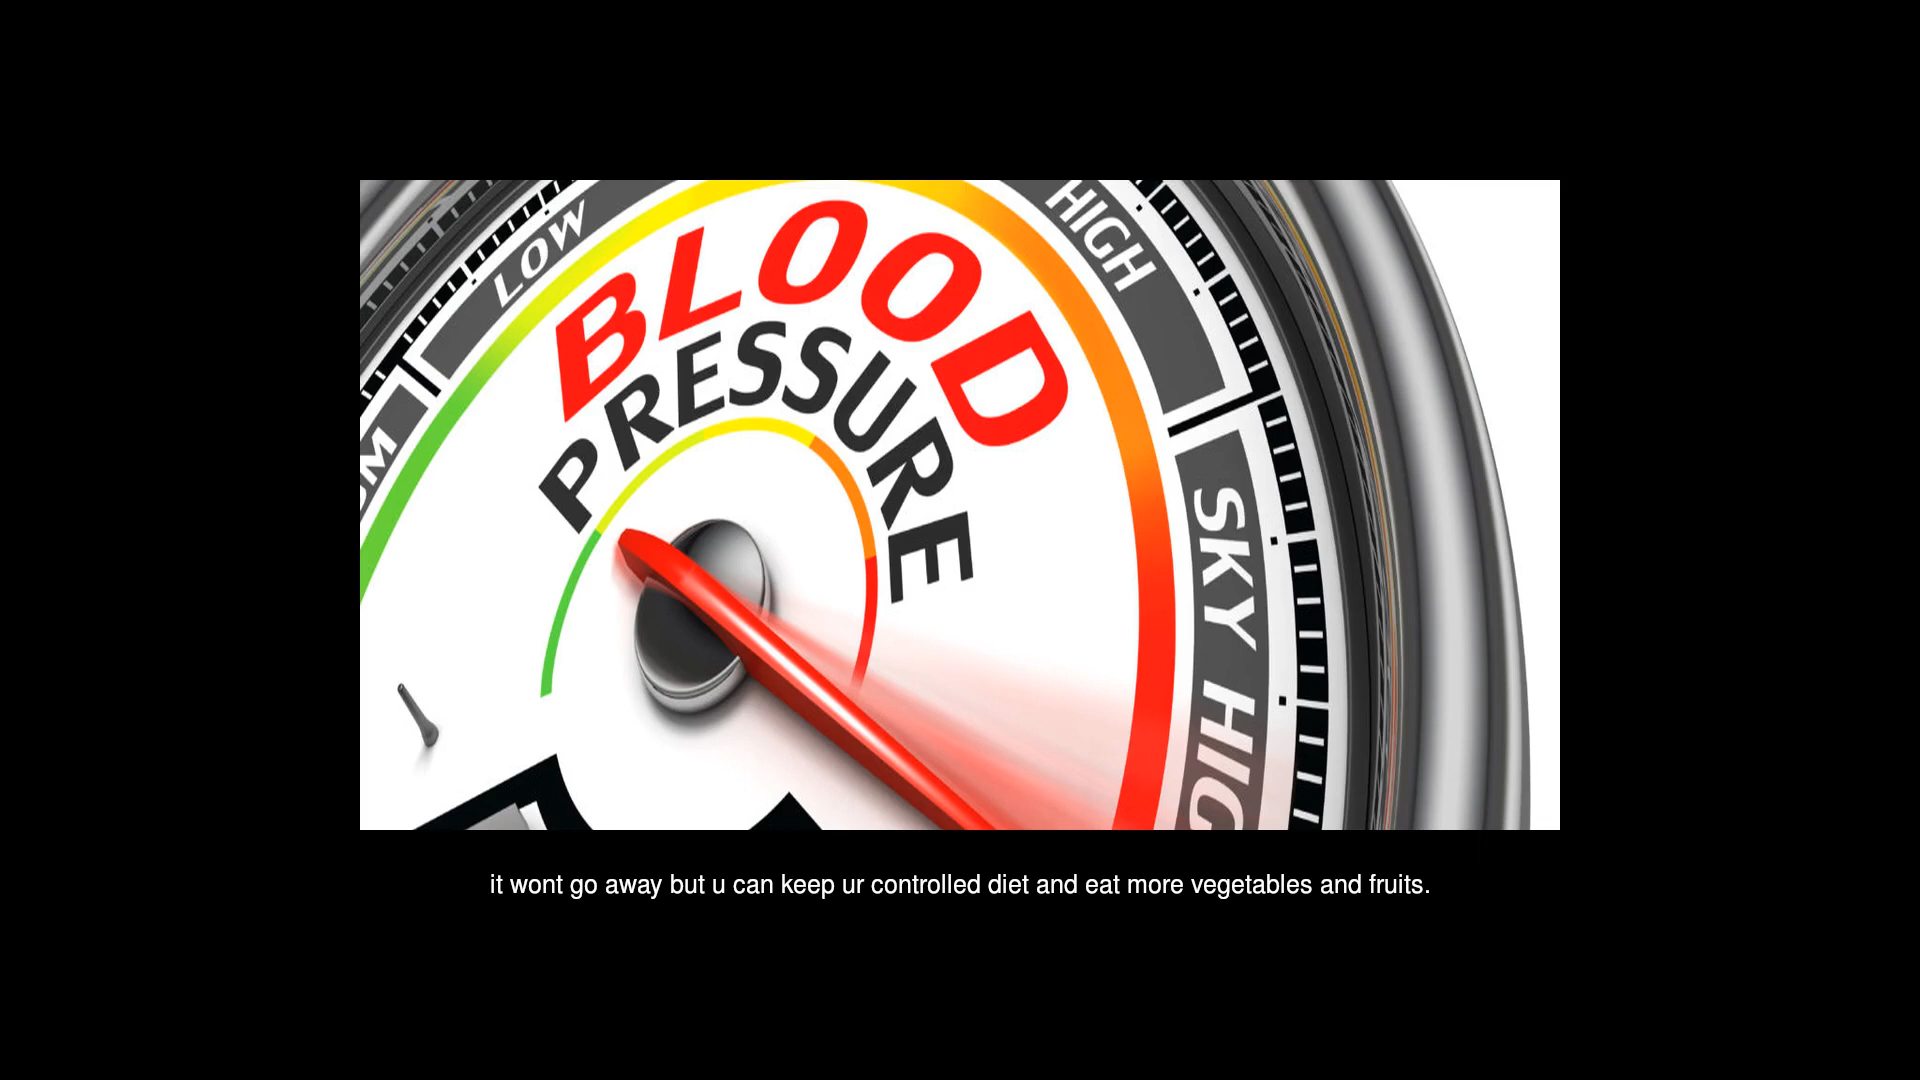 LOW
HIGH
BLOOD
PRESSURE
SKY HIG
it wont go away but u can keep ur controlled diet and eat more vegetables and fruits.